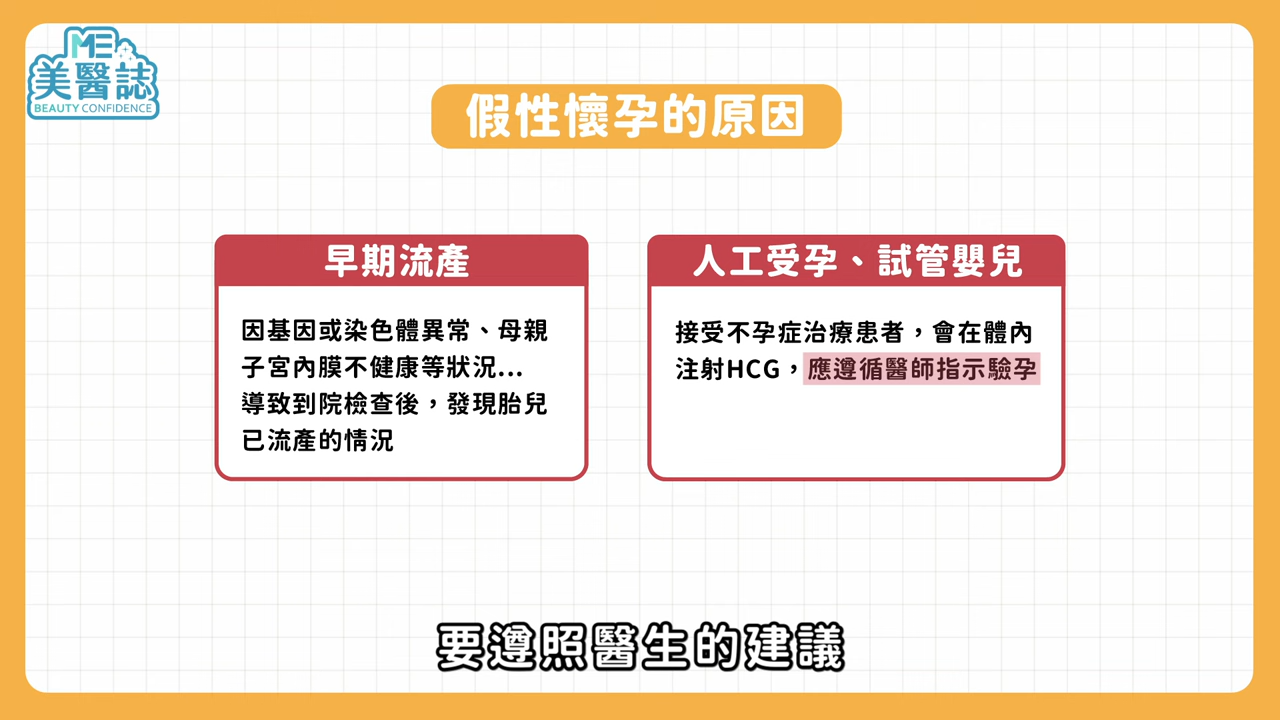 ME
美醫誌
BEAUTY CONFIDENCE
假性懷孕的原因
早期流產
因基因或染色體異常、母親
子宮內膜不健康等狀況...
導致到院檢查後，發現胎兒
已流產的情況
人工受孕、試管嬰兒
接受不孕症治療患者，會在體內
注射HCG，應遵循醫師指示驗孕
要遵照醫生的建議